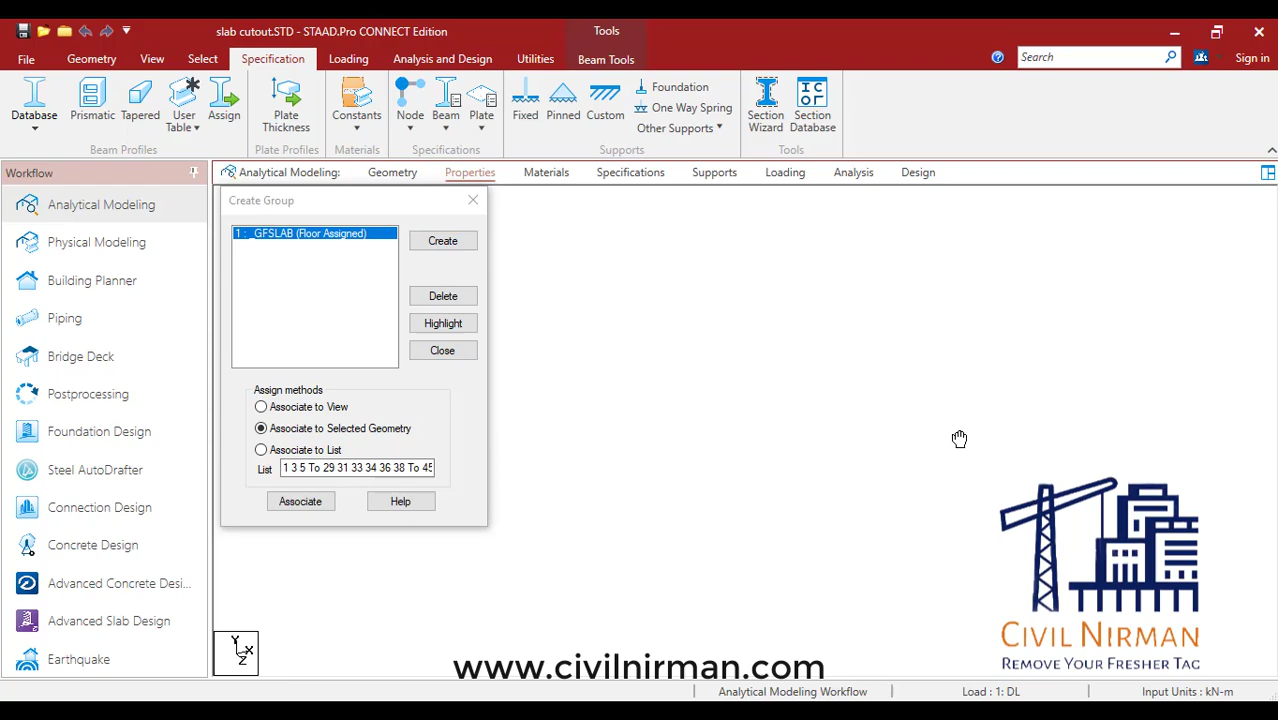 slab cutout.STD - STAAD.Pro CONNECT Edition
Tools
File
Geometry
View
Select
Specification
Loading
Analysis and Design
Utilities
Beam Tools
Search
Sign in
Database
Prismatic
Tapered
User Table
Assign
Plate Thickness
Constants
Node
Beam
Plate
Fixed
Pinned
Custom
Foundation
One Way Spring
Other Supports
Section Wizard
Section Database
Beam Profiles
Plate Profiles
Materials
Specifications
Supports
Tools
Workflow
Analytical Modeling:
Geometry
Properties
Materials
Specifications
Supports
Loading
Analysis
Design
Analytical Modeling
Physical Modeling
Building Planner
Piping
Bridge Deck
Postprocessing
Foundation Design
Steel AutoDrafter
Connection Design
Concrete Design
Advanced Concrete Desi...
Advanced Slab Design
Earthquake
Create Group
1 : _GFSLAB (Floor Assigned)
Create
Delete
Highlight
Close
Assign methods
Associate to View
Associate to Selected Geometry
Associate to List
List 1 3 5 To 29 31 33 34 36 38 To 45
Associate
Help
Y
X
Z
CIVIL NIRMAN
REMOVE YOUR FRESHER TAG
www.civilnirman.com
Analytical Modeling Workflow
Load : 1: DL
Input Units : kN-m